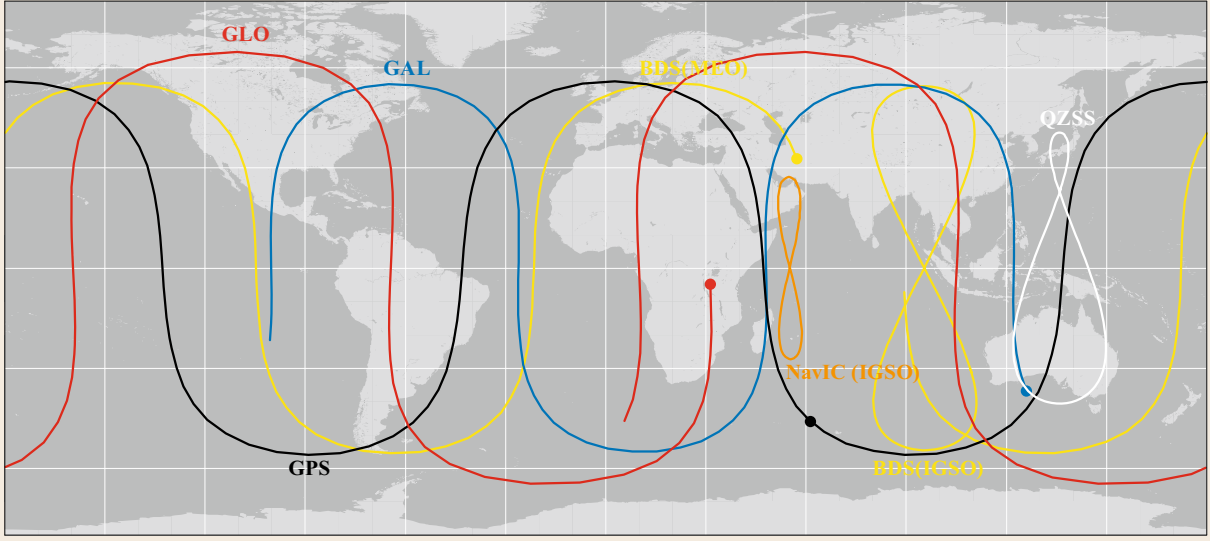 GLO
GAL
BDS(MEO)
QZSS
NavIC (IGSO)
GPS
BDS(IGSO)